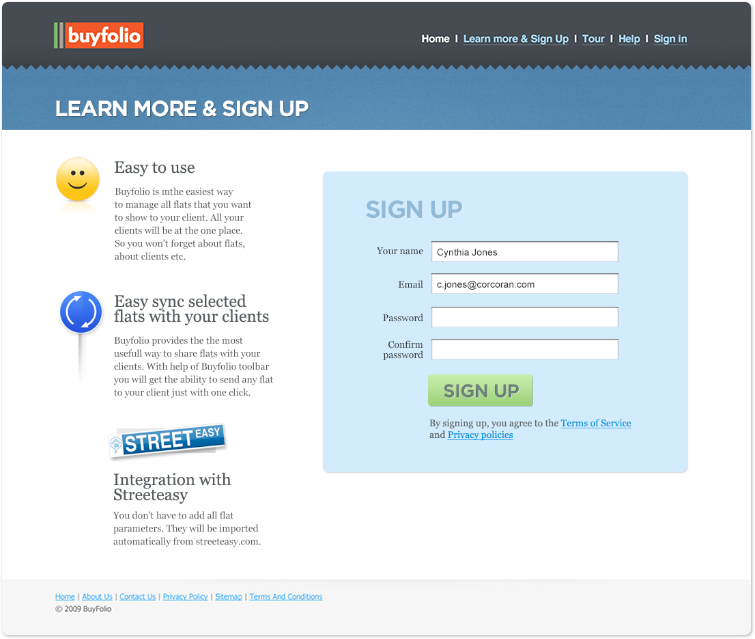 buyfolio
Home | Learn more & Sign Up | Tour | Help | Sign in
LEARN MORE & SIGN UP
Easy to use
Buyfolio is mthe easiest way
to manage all flats that you want
to show to your client. All your
clients will be at the one place.
So you won't forget about flats,
about clients etc.
Easy sync selected
flats with your clients
Buyfolio provides the the most
usefull way to share flats with your
clients. With help of Buyfolio toolbar
you will get the ability to send any flat
to your client just with one click.
STREETEASY
Integration with
Streeteasy
You don't have to add all flat
parameters. They will be imported
automatically from streeteasy.com.
SIGN UP
Your name Cynthia Jones
Email c.jones@corcoran.com
Password
Confirm
password
SIGN UP
By signing up, you agree to the Terms of Service
and Privacy policies
Home | About Us | Contact Us | Privacy Policy | Sitemap | Terms And Conditions
© 2009 BuyFolio